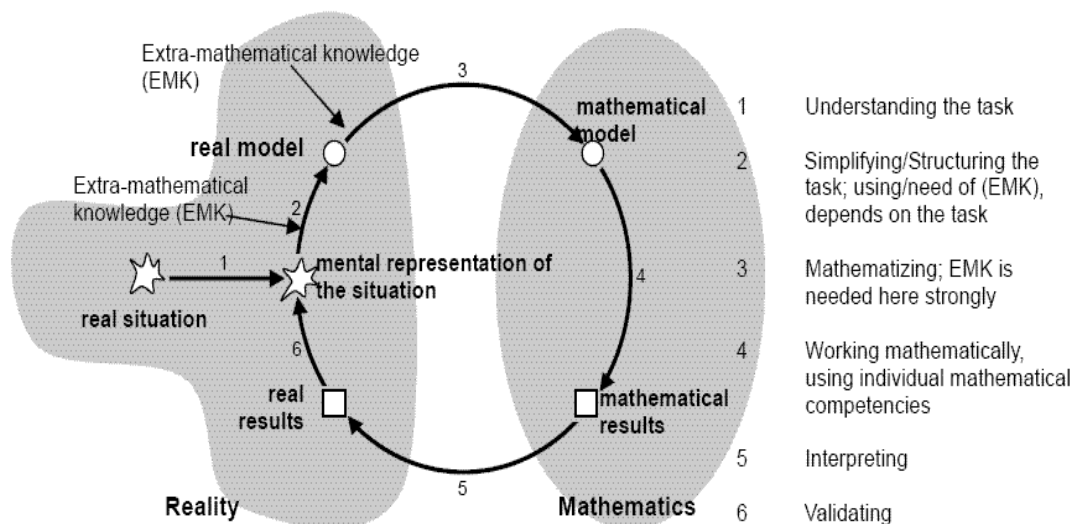 Extra-mathematical knowledge
(EMK)
3
mathematical
model
real model
Extra-mathematical
knowledge (EMK)
2
1
mental representation of
the situation
real situation
4
6
real
results
mathematical
results
5
Reality
Mathematics
1 Understanding the task
2 Simplifying/Structuring the
task; using/need of (EMK),
depends on the task
3 Mathematizing; EMK is
needed here strongly
4 Working mathematically,
using individual mathematical
competencies
5 Interpreting
6 Validating